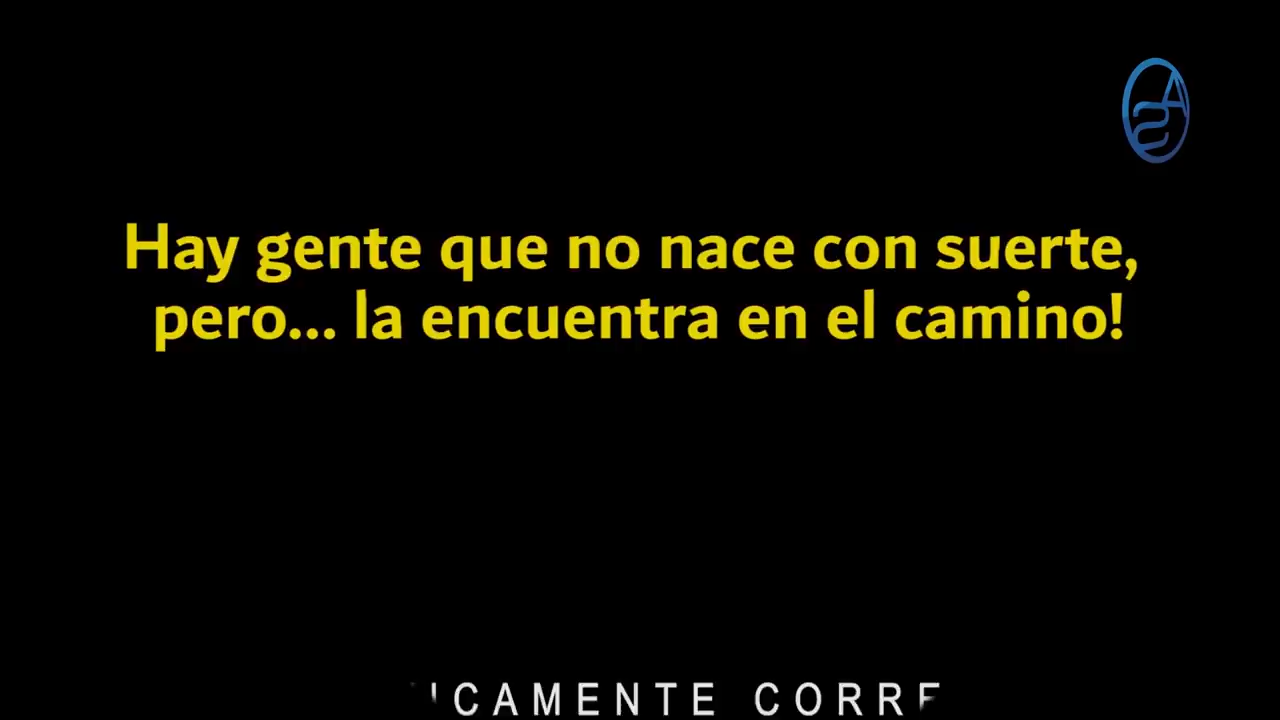 Hay gente que no nace con suerte,
pero... la encuentra en el camino!